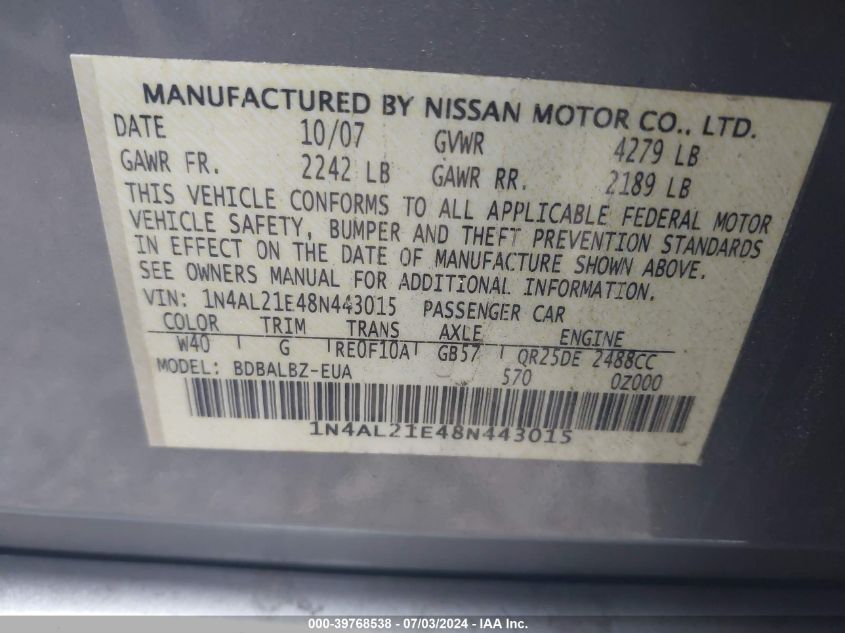 MANUFACTURED BY NISSAN MOTOR CO., LTD.
DATE 10/07 GVWR 4279 LB
GAWR FR. 2242 LB GAWR RR. 2189 LB
THIS VEHICLE CONFORMS TO ALL APPLICABLE FEDERAL MOTOR
VEHICLE SAFETY, BUMPER AND THEFT PREVENTION STANDARDS
IN EFFECT ON THE DATE OF MANUFACTURE SHOWN ABOVE.
SEE OWNERS MANUAL FOR ADDITIONAL INFORMATION.
VIN: 1N4AL21E48N443015 PASSENGER CAR
COLOR TRIM TRANS AXLE ENGINE
W40 G RE0F10A GB57 QR25DE 2488CC
MODEL: BDBALBZ-EUA 570 0Z000
1N4AL21E48N443015
000-39768538 - 07/03/2024 - IAA Inc.